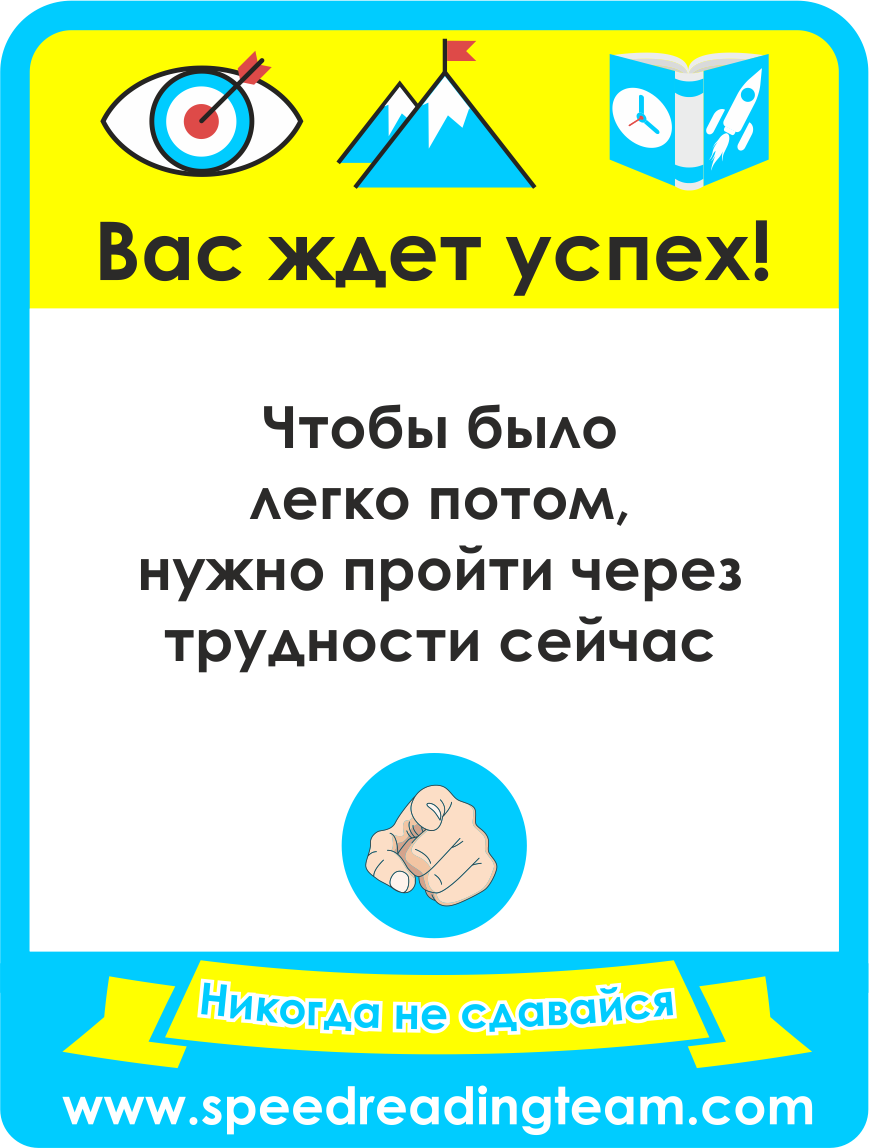 Вас ждет успех!
Чтобы было
легко потом,
нужно пройти через
трудности сейчас
Никогда не сдавайся
www.speedreadingteam.com